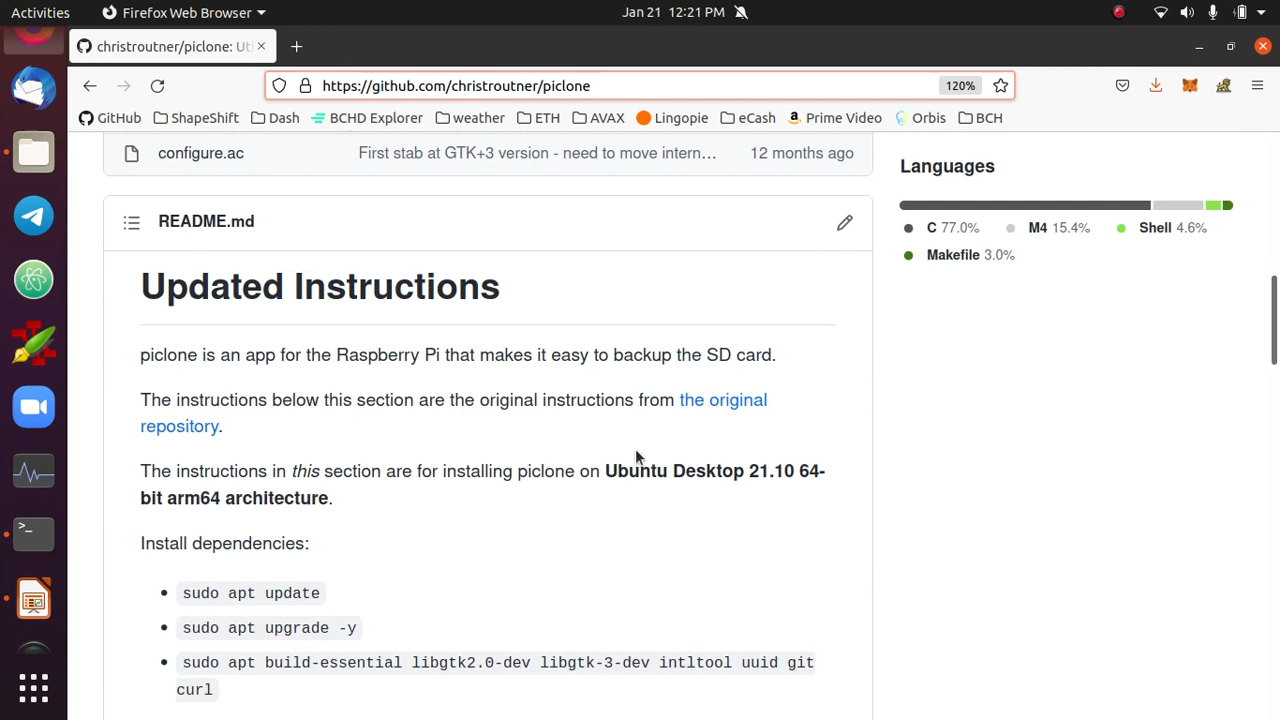 Activities
Firefox Web Browser
Jan 21 12:21 PM
christroutner/piclone: Uti
https://github.com/christroutner/piclone
120%
GitHub
ShapeShift
Dash
BCHD Explorer
weather
ETH
AVAX
Lingopie
eCash
Prime Video
Orbis
BCH
configure.ac
First stab at GTK+3 version - need to move intern…
12 months ago
README.md
Updated Instructions
piclone is an app for the Raspberry Pi that makes it easy to backup the SD card.
The instructions below this section are the original instructions from the original
repository.
The instructions in this section are for installing piclone on Ubuntu Desktop 21.10 64-
bit arm64 architecture.
Install dependencies:
sudo apt update
sudo apt upgrade -y
sudo apt build-essential libgtk2.0-dev libgtk-3-dev intltool uuid git
curl
Languages
C 77.0%
M4 15.4%
Shell 4.6%
Makefile 3.0%